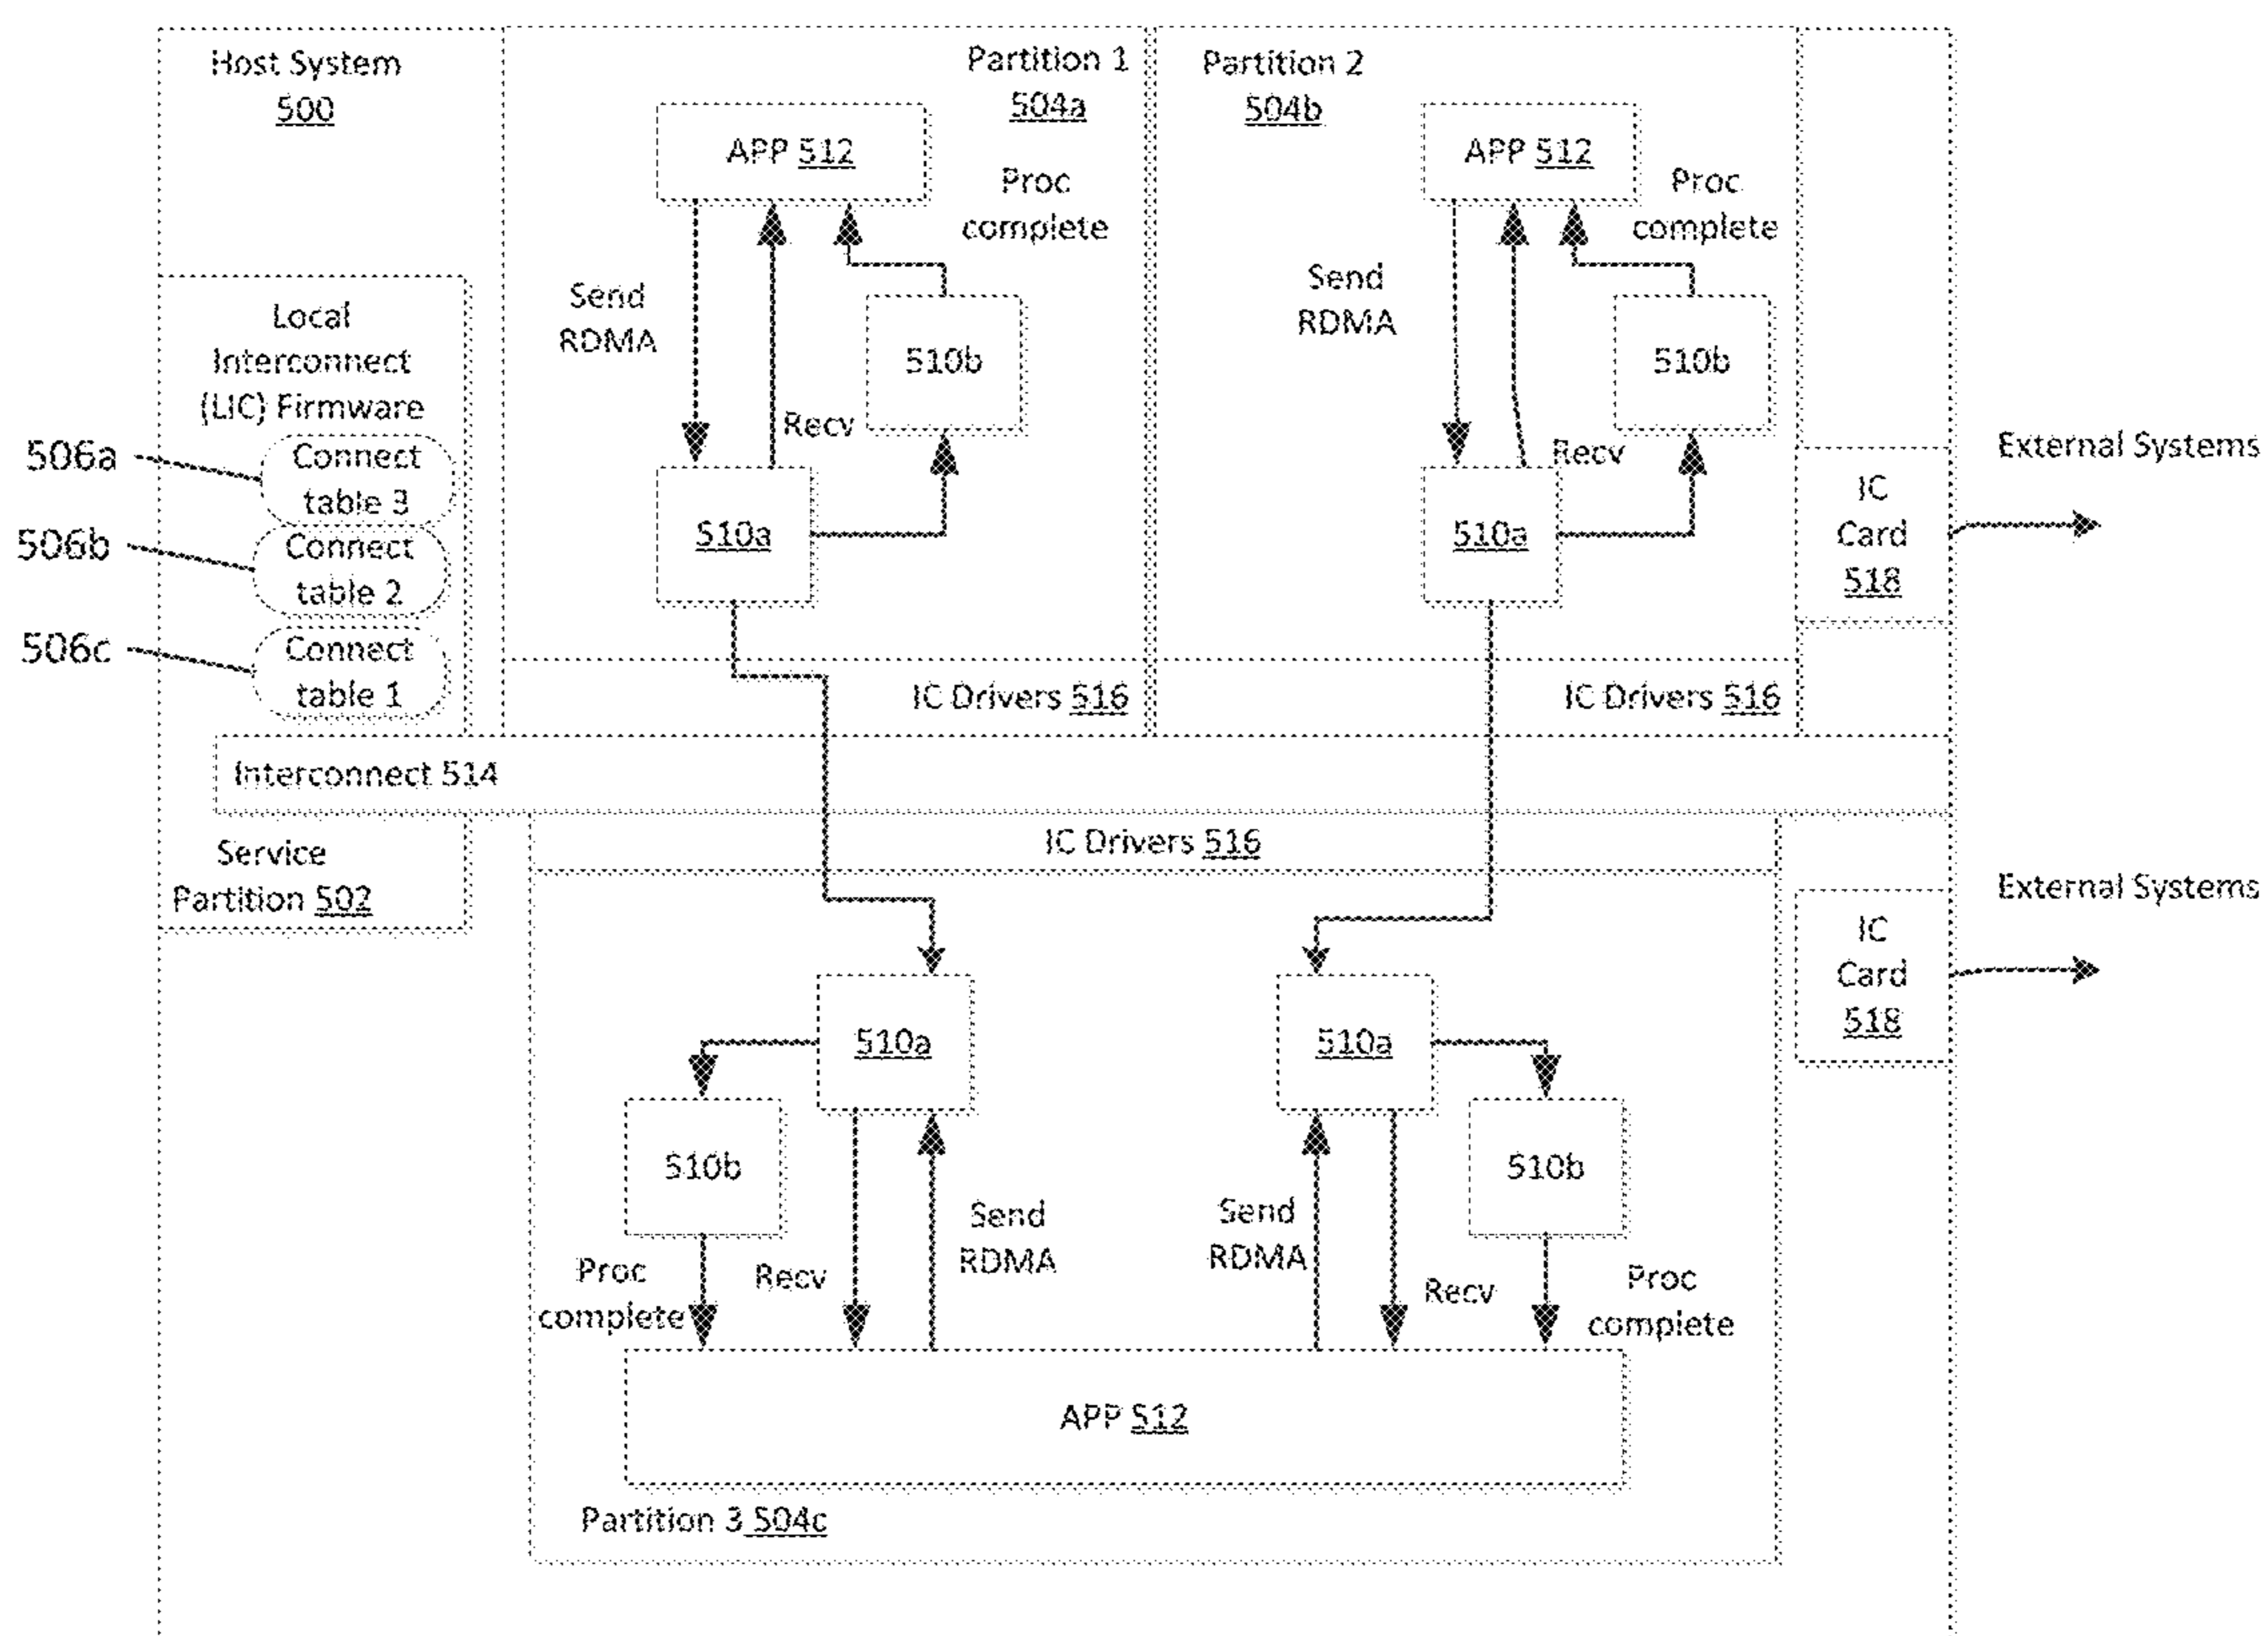 Host System
500
Partition 1
504a
APP 512
Proc
complete
Send
RDMA
510b
Recv
510a
IC Drivers 516
Partition 2
504b
APP 512
Proc
complete
Send
RDMA
510b
Recv
510a
IC Drivers 516
Local
Interconnect
(LIC) Firmware
506a
Connect
table 3
506b
Connect
table 2
506c
Connect
table 1
External Systems
IC
Card
518
Interconnect 514
Service
Partition 502
IC Drivers 516
External Systems
IC
Card
518
510a
510a
510b
510b
Send
RDMA
Send
RDMA
Proc
complete
Recv
Recv
Proc
complete
APP 512
Partition 3 504c